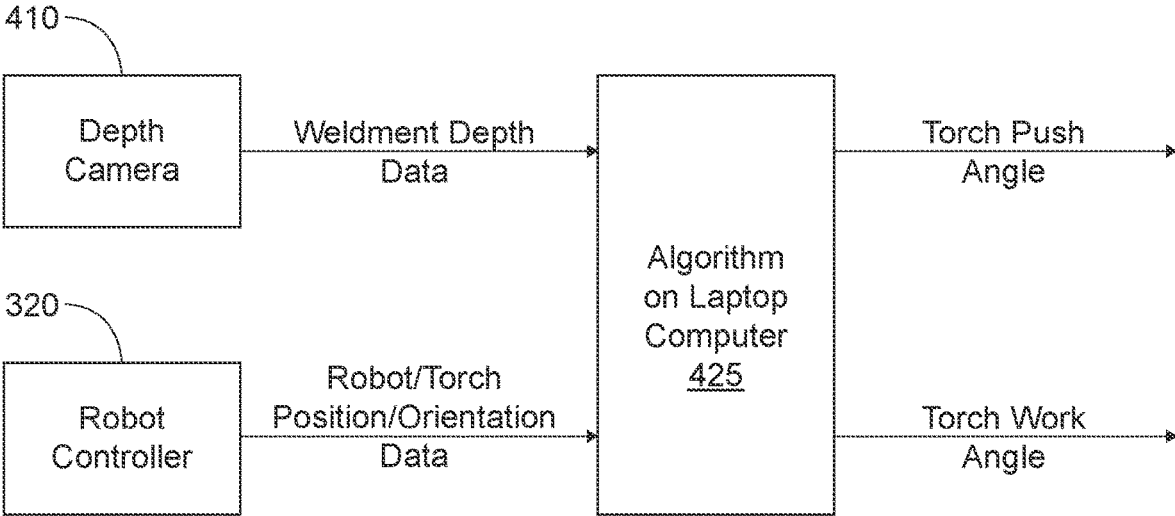 410
Depth
Camera
Weldment Depth
Data
Torch Push
Angle
Algorithm
on Laptop
Computer
425
320
Robot
Controller
Robot/Torch
Position/Orientation
Data
Torch Work
Angle